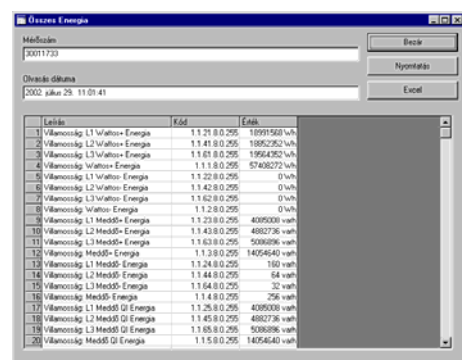 Összes Energia
Mérőszám
30011733
Olvasás dátuma
2002. július 29. 11:01:41
Bezár
Nyomtatás
Excel
Leírás Kód Érték
1 Villamosság: L1 Wattos+ Energia 1.1.21.8.0.255 18991568 Wh
2 Villamosság: L2 Wattos+ Energia 1.1.41.8.0.255 18852352 Wh
3 Villamosság: L3 Wattos+ Energia 1.1.61.8.0.255 19564352 Wh
4 Villamosság: Wattos+ Energia 1.1.1.8.0.255 57408272 Wh
5 Villamosság: L1 Wattos- Energia 1.1.22.8.0.255 0 Wh
6 Villamosság: L2 Wattos- Energia 1.1.42.8.0.255 0 Wh
7 Villamosság: L3 Wattos- Energia 1.1.62.8.0.255 0 Wh
8 Villamosság: Wattos- Energia 1.1.2.8.0.255 0 Wh
9 Villamosság: L1 Meddő+ Energia 1.1.23.8.0.255 4085008 varh
10 Villamosság: L2 Meddő+ Energia 1.1.43.8.0.255 4882736 varh
11 Villamosság: L3 Meddő+ Energia 1.1.63.8.0.255 5086896 varh
12 Villamosság: Meddő+ Energia 1.1.3.8.0.255 14054640 varh
13 Villamosság: L1 Meddő- Energia 1.1.24.8.0.255 160 varh
14 Villamosság: L2 Meddő- Energia 1.1.44.8.0.255 64 varh
15 Villamosság: L3 Meddő- Energia 1.1.64.8.0.255 32 varh
16 Villamosság: Meddő- Energia 1.1.4.8.0.255 256 varh
17 Villamosság: L1 Meddő QI Energia 1.1.25.8.0.255 4085008 varh
18 Villamosság: L2 Meddő QI Energia 1.1.45.8.0.255 4882736 varh
19 Villamosság: L3 Meddő QI Energia 1.1.65.8.0.255 5086896 varh
20 Villamosság: Meddő QI Energia 1.1.5.8.0.255 14054640 varh